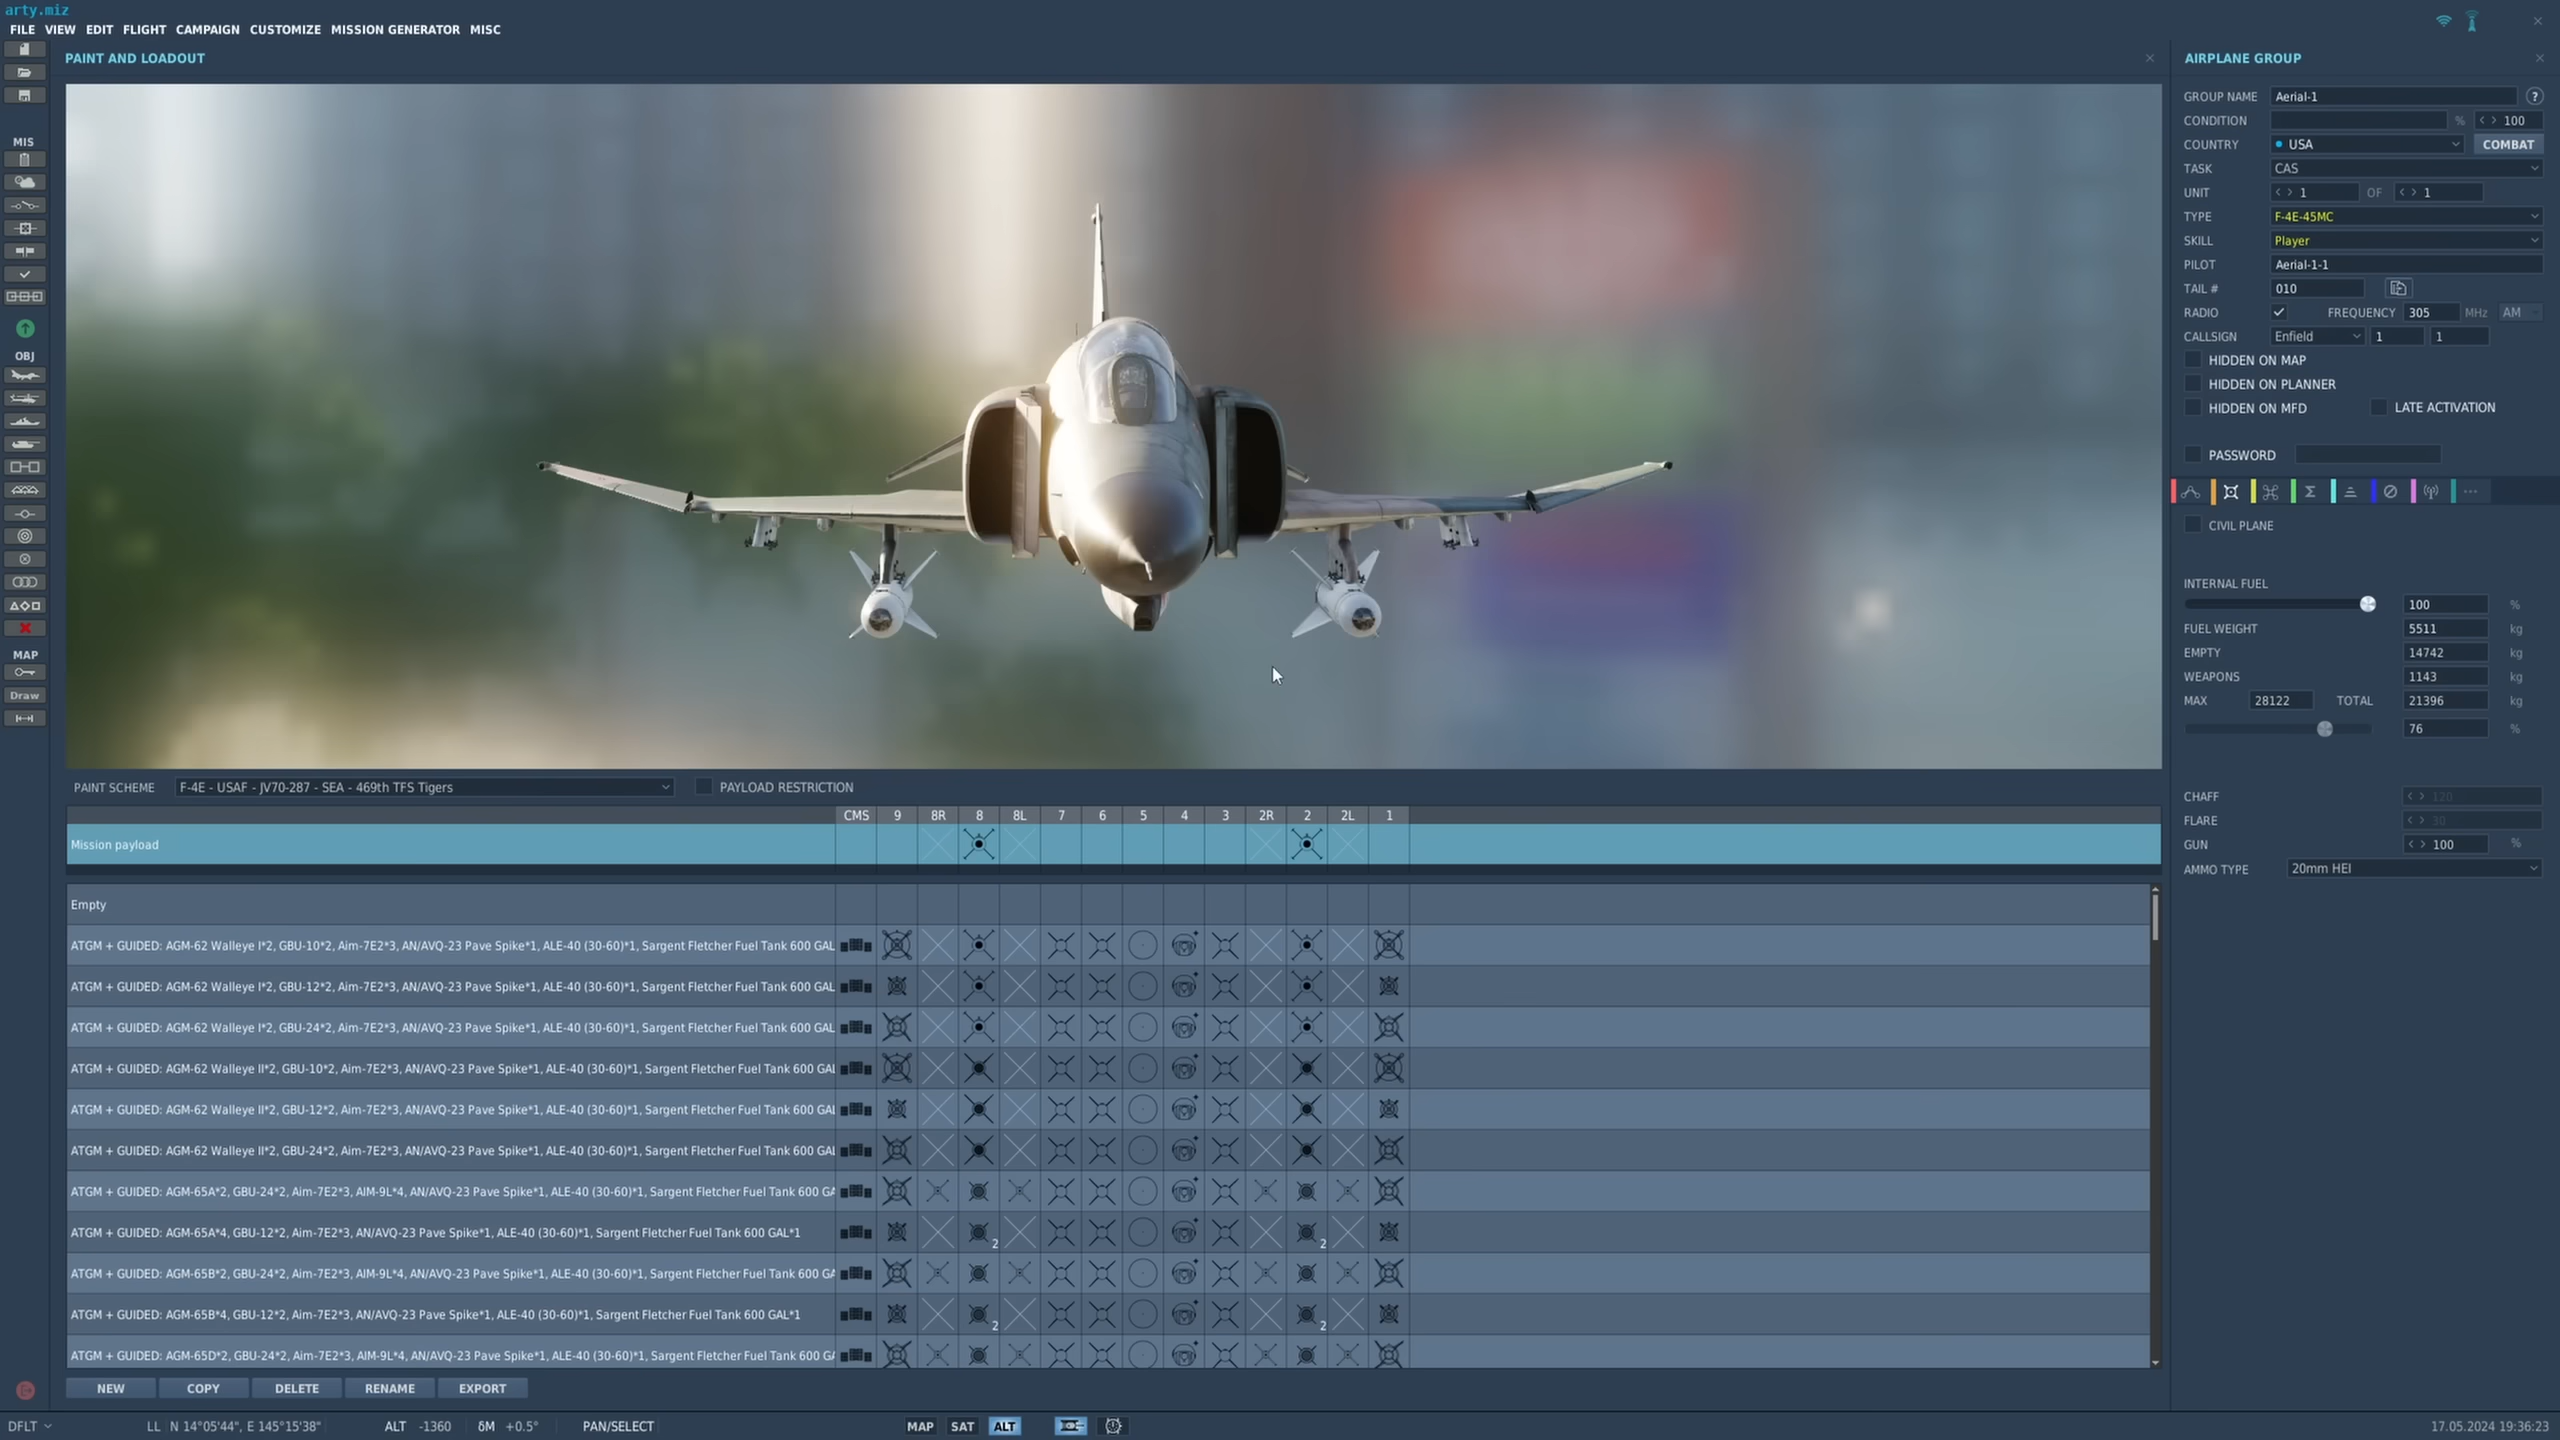 arty.miz
FILE VIEW EDIT FLIGHT CAMPAIGN CUSTOMIZE MISSION GENERATOR MISC
PAINT AND LOADOUT
MIS
OBJ
MAP
Draw
PAINT SCHEME F-4E - USAF - JV70-287 - SEA - 469th TFS Tigers PAYLOAD RESTRICTION
CMS 9 8R 8 8L 7 6 5 4 3 2R 2 2L 1
Mission payload
Empty
ATGM + GUIDED: AGM-62 Walleye I*2, GBU-10*2, Aim-7E2*3, AN/AVQ-23 Pave Spike*1, ALE-40 (30-60)*1, Sargent Fletcher Fuel Tank 600 GAL
ATGM + GUIDED: AGM-62 Walleye I*2, GBU-12*2, Aim-7E2*3, AN/AVQ-23 Pave Spike*1, ALE-40 (30-60)*1, Sargent Fletcher Fuel Tank 600 GAL
ATGM + GUIDED: AGM-62 Walleye I*2, GBU-24*2, Aim-7E2*3, AN/AVQ-23 Pave Spike*1, ALE-40 (30-60)*1, Sargent Fletcher Fuel Tank 600 GAL
ATGM + GUIDED: AGM-62 Walleye II*2, GBU-10*2, Aim-7E2*3, AN/AVQ-23 Pave Spike*1, ALE-40 (30-60)*1, Sargent Fletcher Fuel Tank 600 GAL
ATGM + GUIDED: AGM-62 Walleye II*2, GBU-12*2, Aim-7E2*3, AN/AVQ-23 Pave Spike*1, ALE-40 (30-60)*1, Sargent Fletcher Fuel Tank 600 GAL
ATGM + GUIDED: AGM-62 Walleye II*2, GBU-24*2, Aim-7E2*3, AN/AVQ-23 Pave Spike*1, ALE-40 (30-60)*1, Sargent Fletcher Fuel Tank 600 GAL
ATGM + GUIDED: AGM-65A*2, GBU-24*2, Aim-7E2*3, AIM-9L*4, AN/AVQ-23 Pave Spike*1, ALE-40 (30-60)*1, Sargent Fletcher Fuel Tank 600 GA
ATGM + GUIDED: AGM-65A*4, GBU-12*2, Aim-7E2*3, AN/AVQ-23 Pave Spike*1, ALE-40 (30-60)*1, Sargent Fletcher Fuel Tank 600 GAL*1 2 2
ATGM + GUIDED: AGM-65B*2, GBU-24*2, Aim-7E2*3, AIM-9L*4, AN/AVQ-23 Pave Spike*1, ALE-40 (30-60)*1, Sargent Fletcher Fuel Tank 600 GA
ATGM + GUIDED: AGM-65B*4, GBU-12*2, Aim-7E2*3, AN/AVQ-23 Pave Spike*1, ALE-40 (30-60)*1, Sargent Fletcher Fuel Tank 600 GAL*1 2 2
ATGM + GUIDED: AGM-65D*2, GBU-24*2, Aim-7E2*3, AIM-9L*4, AN/AVQ-23 Pave Spike*1, ALE-40 (30-60)*1, Sargent Fletcher Fuel Tank 600 GA
NEW COPY DELETE RENAME EXPORT
AIRPLANE GROUP
GROUP NAME Aerial-1 ?
CONDITION % < > 100
COUNTRY USA COMBAT
TASK CAS
UNIT < > 1 OF < > 1
TYPE F-4E-45MC
SKILL Player
PILOT Aerial-1-1
TAIL # 010
RADIO FREQUENCY 305 MHz AM
CALLSIGN Enfield 1 1
HIDDEN ON MAP
HIDDEN ON PLANNER
HIDDEN ON MFD LATE ACTIVATION
PASSWORD
CIVIL PLANE
INTERNAL FUEL
100 %
FUEL WEIGHT 5511 kg
EMPTY 14742 kg
WEAPONS 1143 kg
MAX 28122 TOTAL 21396 kg
76 %
CHAFF < > 120
FLARE < > 30
GUN < > 100 %
AMMO TYPE 20mm HEI
DFLT LL N 14°05'44", E 145°15'38" ALT -1360 δM +0.5° PAN/SELECT MAP SAT ALT 17.05.2024 19:36:23